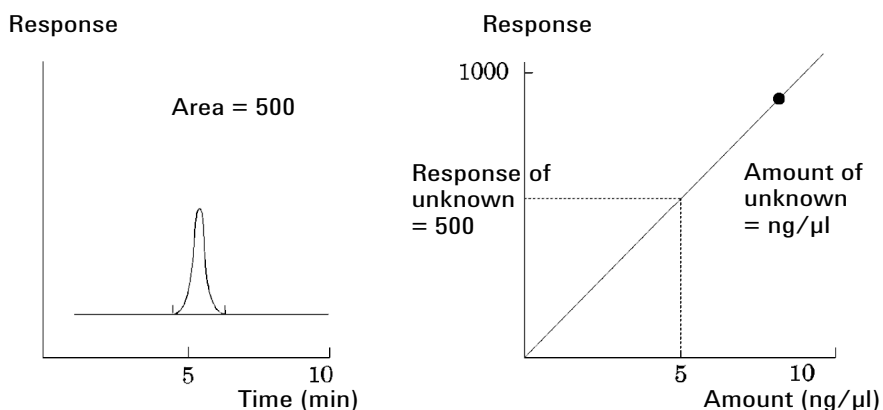 Response
Area = 500
5
10
Time (min)
Response
1000
Response of
unknown
= 500
Amount of
unknown
= ng/µl
5
10
Amount (ng/µl)